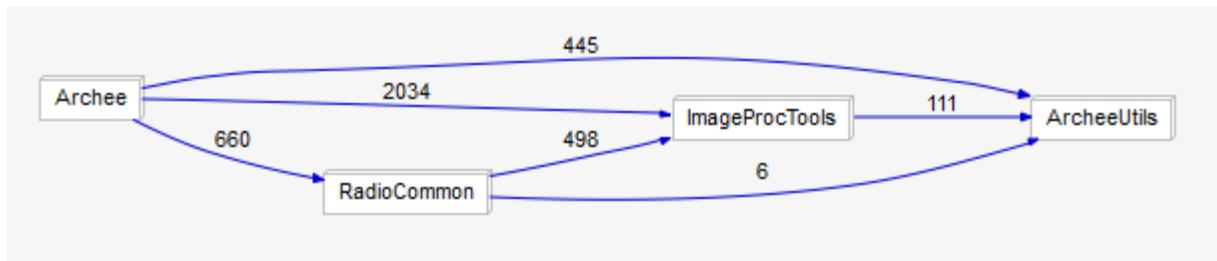 445
Archee
2034
ImageProcTools
111
ArcheeUtils
660
498
RadioCommon
6